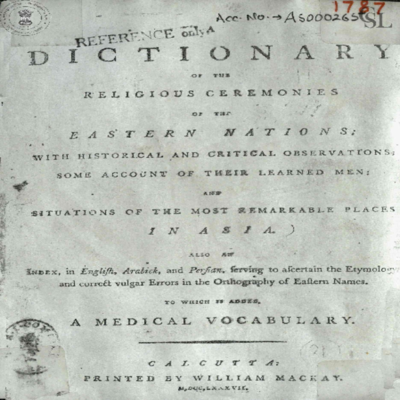 1787
Acc. No. → AS000265
SL
REFERENCE only
A
DICTIONARY
OF THE
RELIGIOUS CEREMONIES
OF THE
EASTERN NATIONS;
WITH HISTORICAL AND CRITICAL OBSERVATIONS;
SOME ACCOUNT OF THEIR LEARNED MEN;
AND
SITUATIONS OF THE MOST REMARKABLE PLACES
IN ASIA.
ALSO AN
INDEX, in Engliſh, Arabick, and Perſian, ſerving to aſcertain the Etymology
and correct vulgar Errors in the Orthography of Eaſtern Names.
TO WHICH IS ADDED,
A MEDICAL VOCABULARY.
CALCUTTA:
PRINTED BY WILLIAM MACKAY.
M,DCC,LXXXVII.